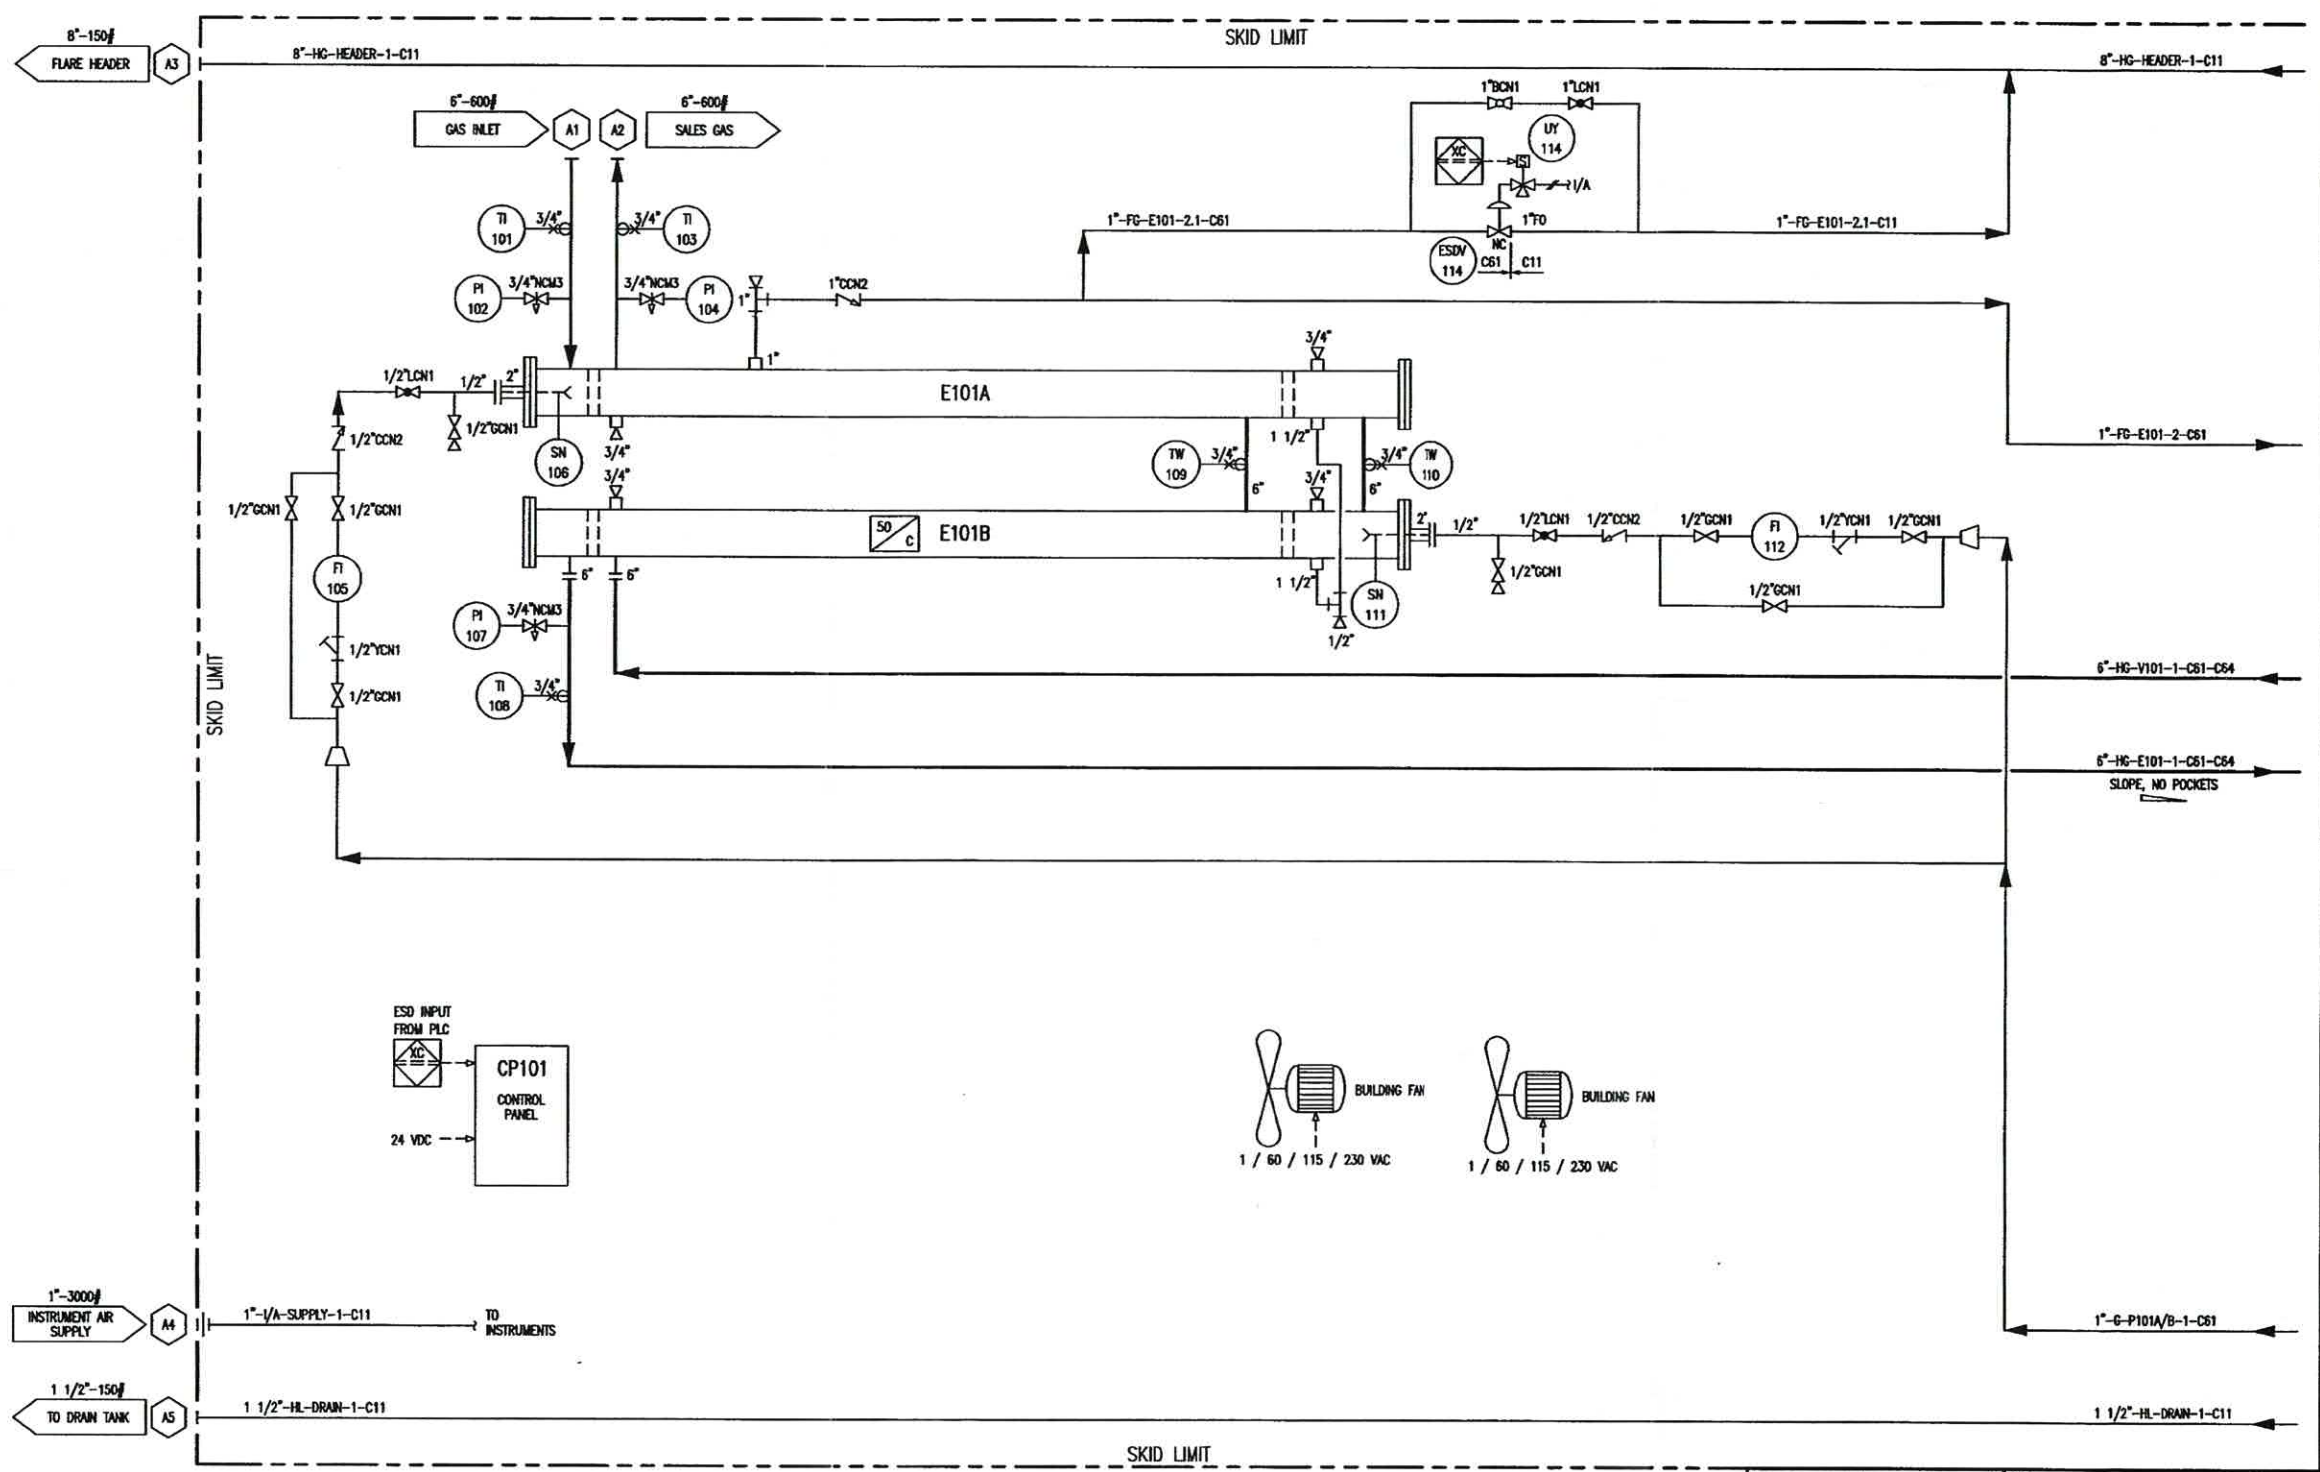 SKID LIMIT
8"-150#
FLARE HEADER
A3
8"-HG-HEADER-1-C11
8"-HG-HEADER-1-C11
6"-600#
GAS INLET
A1
A2
6"-600#
SALES GAS
1"BCN1
1"LCN1
UY
114
XC
S
I/A
TI
101
3/4"
3/4"
TI
103
1"-FG-E101-2.1-C61
1"FO
NC
1"-FG-E101-2.1-C11
ESDV
114
C61
C11
PI
102
3/4"NCM3
3/4"NCM3
PI
104
1"
1"CCN2
1"
3/4"
1/2"LCN1
1/2"
2"
E101A
1/2"GCN1
1/2"CCN2
SN
106
3/4"
3/4"
1 1/2"
TW
109
3/4"
3/4"
TW
110
1"-FG-E101-2-C61
6"
3/4"
6"
1/2"GCN1
1/2"GCN1
50
C
E101B
2"
1/2"
1/2"LCN1
1/2"CCN2
1/2"GCN1
FI
112
1/2"YCN1
1/2"GCN1
FI
105
6"
6"
1 1/2"
SN
111
1/2"GCN1
1/2"GCN1
PI
107
3/4"NCM3
1/2"
1/2"YCN1
SKID LIMIT
TI
108
3/4"
1/2"GCN1
6"-HG-V101-1-C61-C64
6"-HG-E101-1-C61-C64
SLOPE, NO POCKETS
ESD INPUT
FROM PLC
XC
CP101
CONTROL
PANEL
24 VDC
BUILDING FAN
1 / 60 / 115 / 230 VAC
BUILDING FAN
1 / 60 / 115 / 230 VAC
1"-3000#
INSTRUMENT AIR
SUPPLY
A4
1"-I/A-SUPPLY-1-C11
TO
INSTRUMENTS
1"-G-P101A/B-1-C61
1 1/2"-150#
TO DRAIN TANK
A5
1 1/2"-HL-DRAIN-1-C11
1 1/2"-HL-DRAIN-1-C11
SKID LIMIT